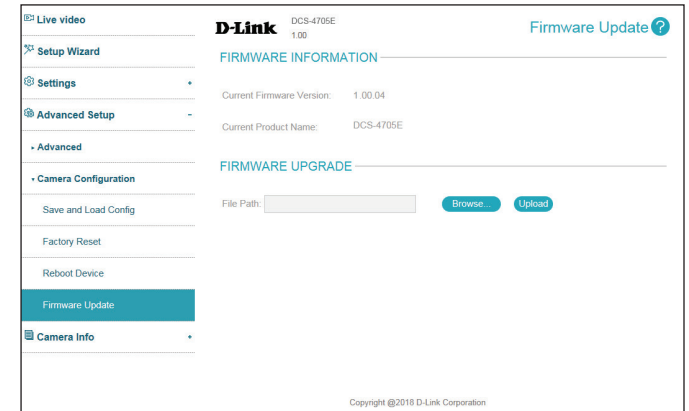 Live video
Setup Wizard
Settings +
Advanced Setup -
Advanced
Camera Configuration
Save and Load Config
Factory Reset
Reboot Device
Firmware Update
Camera Info +
D-Link DCS-4705E
1.00
Firmware Update ?
FIRMWARE INFORMATION
Current Firmware Version: 1.00.04
Current Product Name: DCS-4705E
FIRMWARE UPGRADE
File Path: Browse... Upload
Copyright @2018 D-Link Corporation